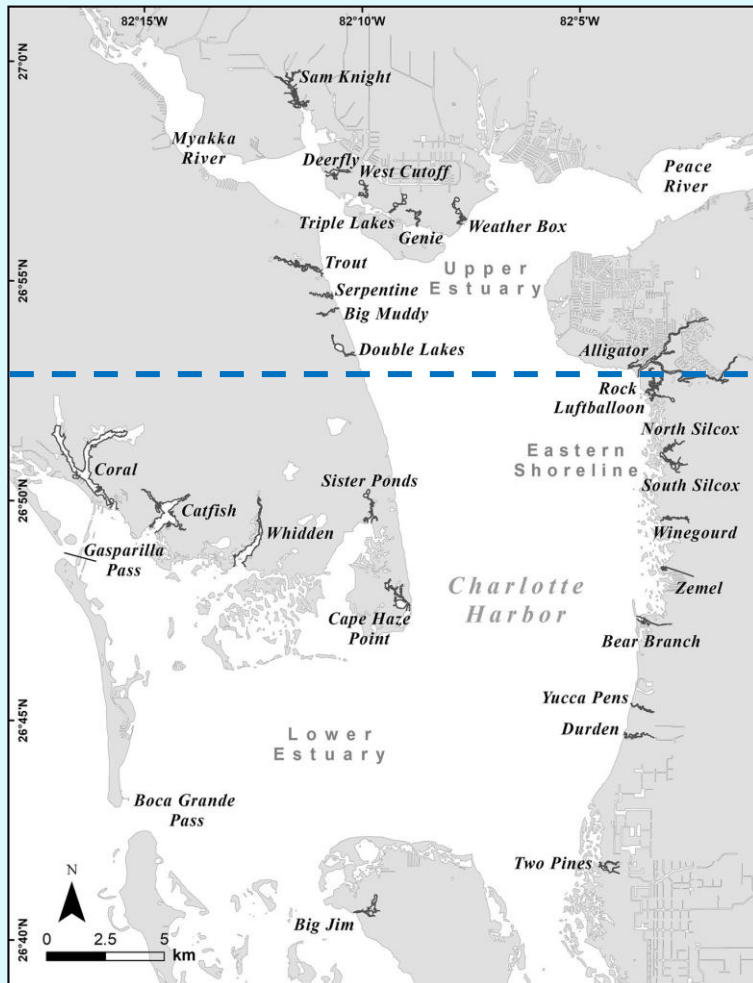 82°15'W
82°10'W
82°5'W
27°0'N
Sam Knight
Myakka
River
Deerfly
West Cutoff
Peace
River
Triple Lakes
Genie
Weather Box
Trout
26°55'N
Upper
Estuary
Serpentine
Big Muddy
Double Lakes
Alligator
Rock
Luftballoon
North Silcox
Eastern
Shoreline
Coral
Sister Ponds
South Silcox
26°50'N
Catfish
Whidden
Winegourd
Gasparilla
Pass
Charlotte
Harbor
Zemel
Cape Haze
Point
Bear Branch
Yucca Pens
26°45'N
Lower
Estuary
Durden
Boca Grande
Pass
Two Pines
N
Big Jim
26°40'N
0 2.5 5
km